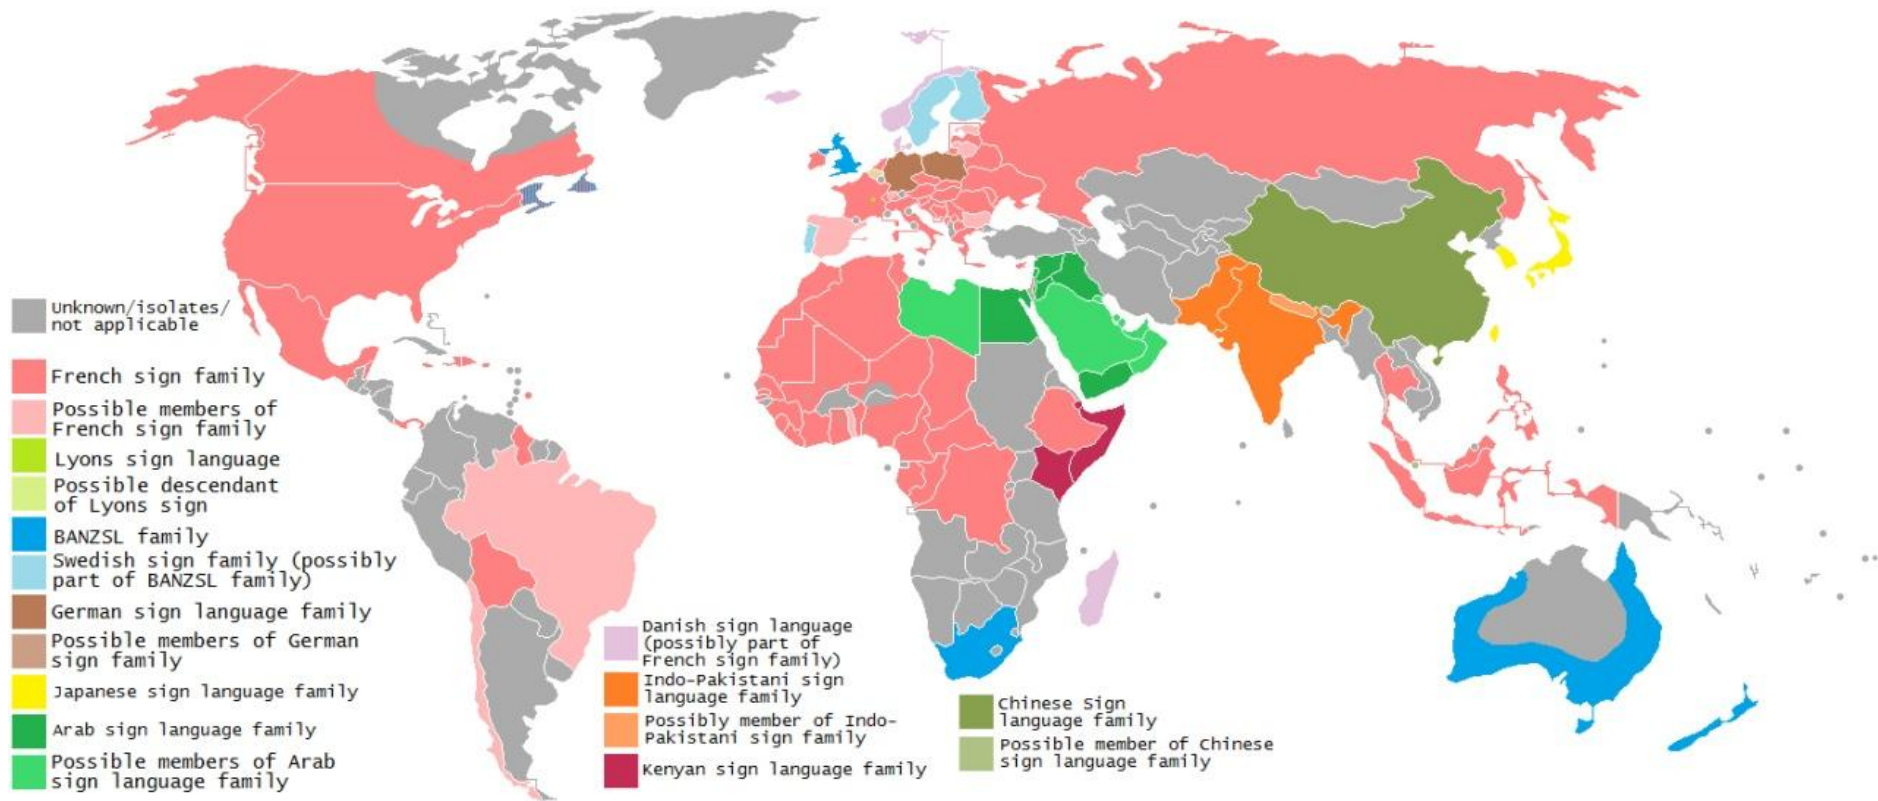 Unknown/isolates/
not applicable
French sign family
Possible members of
French sign family
Lyons sign language
Possible descendant
of Lyons sign
BANZSL family
Swedish sign family (possibly
part of BANZSL family)
German sign language family
Possible members of German
sign family
Japanese sign language family
Arab sign language family
Possible members of Arab
sign language family
Danish sign language
(possibly part of
French sign family)
Indo-Pakistani sign
language family
Possibly member of Indo-
Pakistani sign family
Kenyan sign language family
Chinese Sign
language family
Possible member of Chinese
sign language family